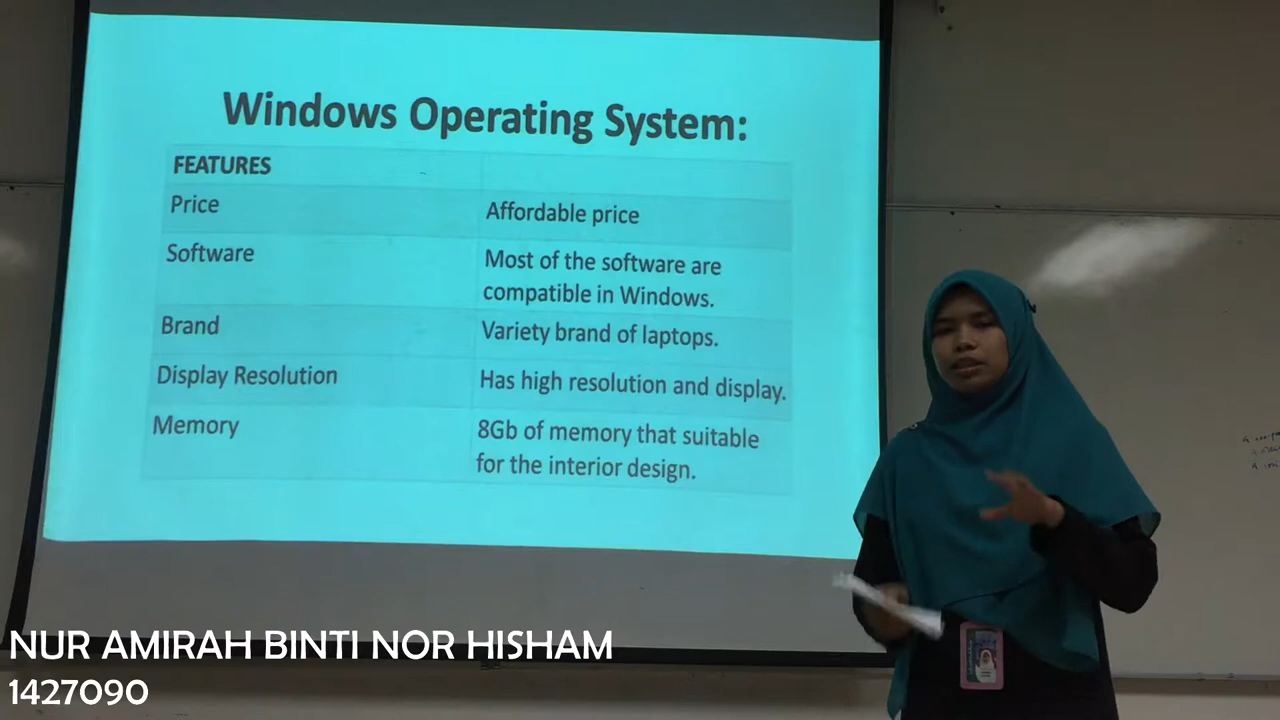 Windows Operating System:
FEATURES
Price
Affordable price
Software
Most of the software are
compatible in Windows.
Brand
Variety brand of laptops.
Display Resolution
Has high resolution and display.
Memory
8Gb of memory that suitable
for the interior design.
NUR AMIRAH BINTI NOR HISHAM
1427090